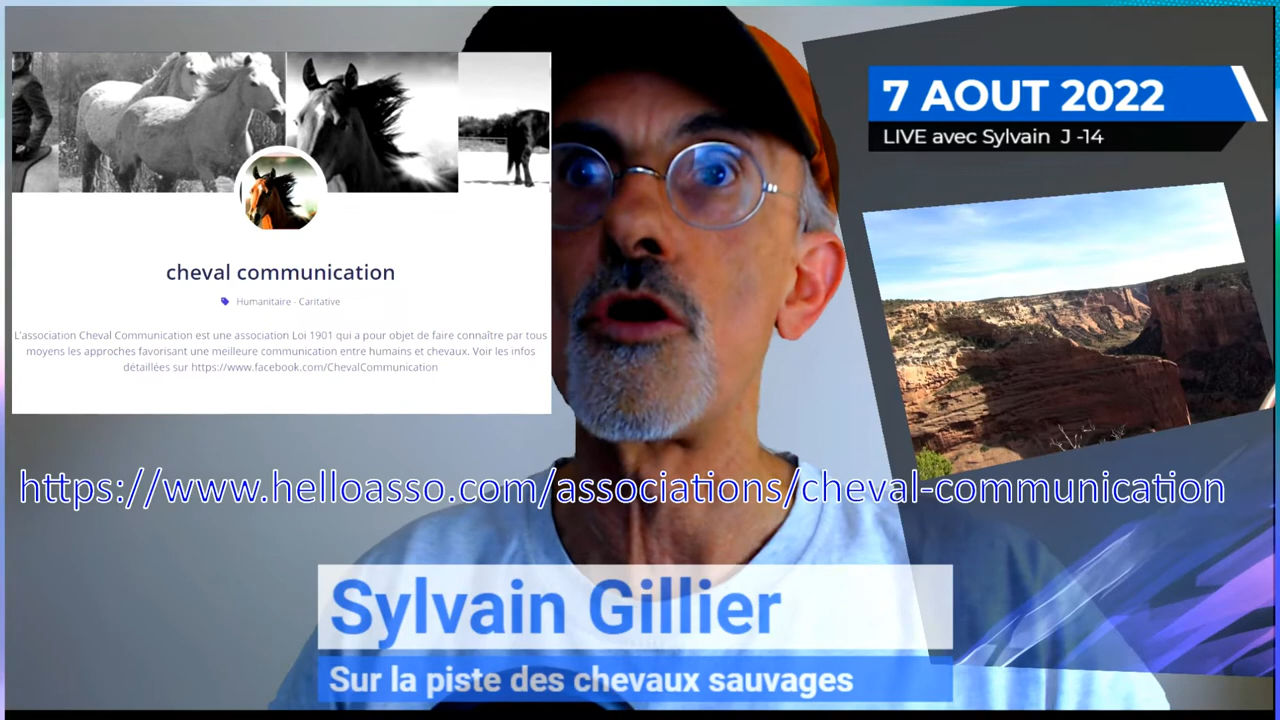 7 AOUT 2022
LIVE avec Sylvain J -14
cheval communication
Humanitaire - Caritative
L'association Cheval Communication est une association Loi 1901 qui a pour objet de faire connaître par tous
moyens les approches favorisant une meilleure communication entre humains et chevaux. Voir les infos
détaillées sur https://www.facebook.com/ChevalCommunication
https://www.helloasso.com/associations/cheval-communication
Sylvain Gillier
Sur la piste des chevaux sauvages